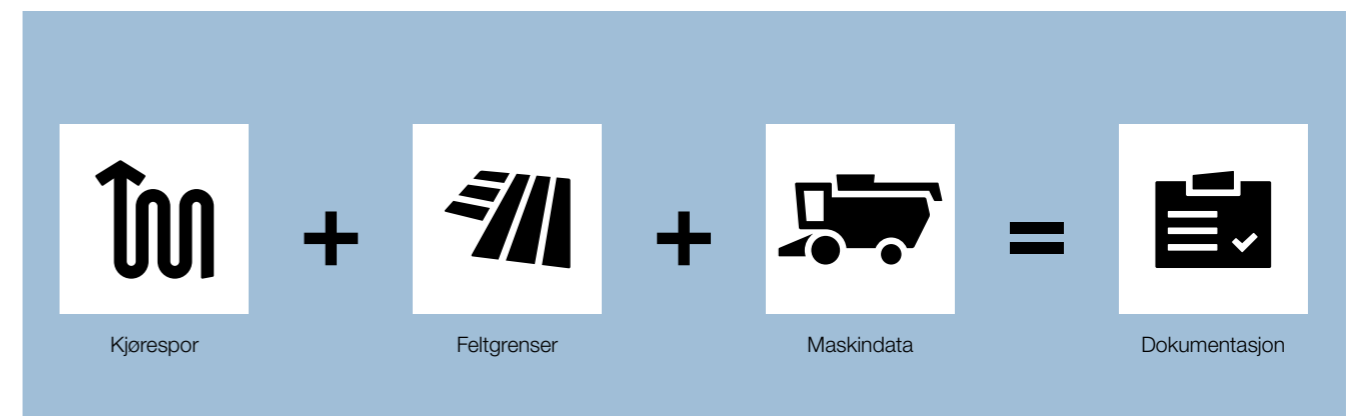 + + =
Kjørespor Feltgrenser Maskindata Dokumentasjon